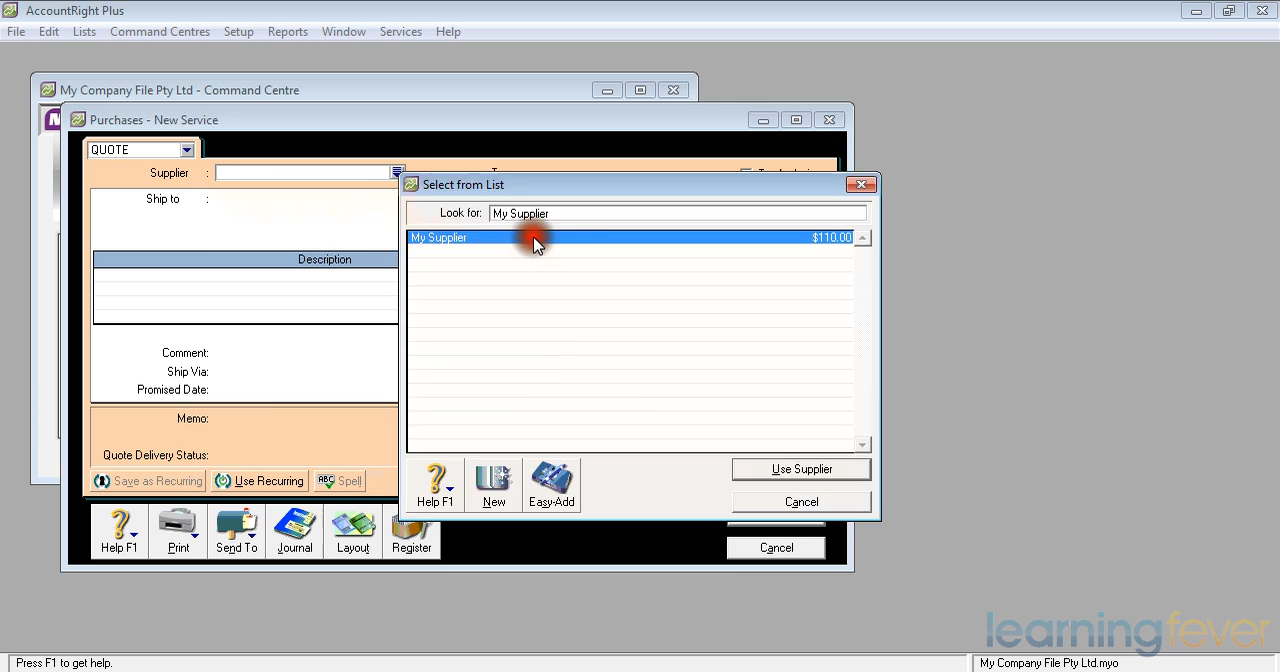 AccountRight Plus
File Edit Lists Command Centres Setup Reports Window Services Help
My Company File Pty Ltd - Command Centre
Purchases - New Service
QUOTE
Supplier :
Ship to :
Select from List
Look for: My Supplier
My Supplier $110.00
Description
Comment:
Ship Via:
Promised Date:
Memo:
Quote Delivery Status:
Save as Recurring Use Recurring ABC Spell
Use Supplier
Cancel
Help F1 New Easy-Add
Help F1 Print Send To Journal Layout Register
Cancel
learningfever
Press F1 to get help. My Company File Pty Ltd.myo